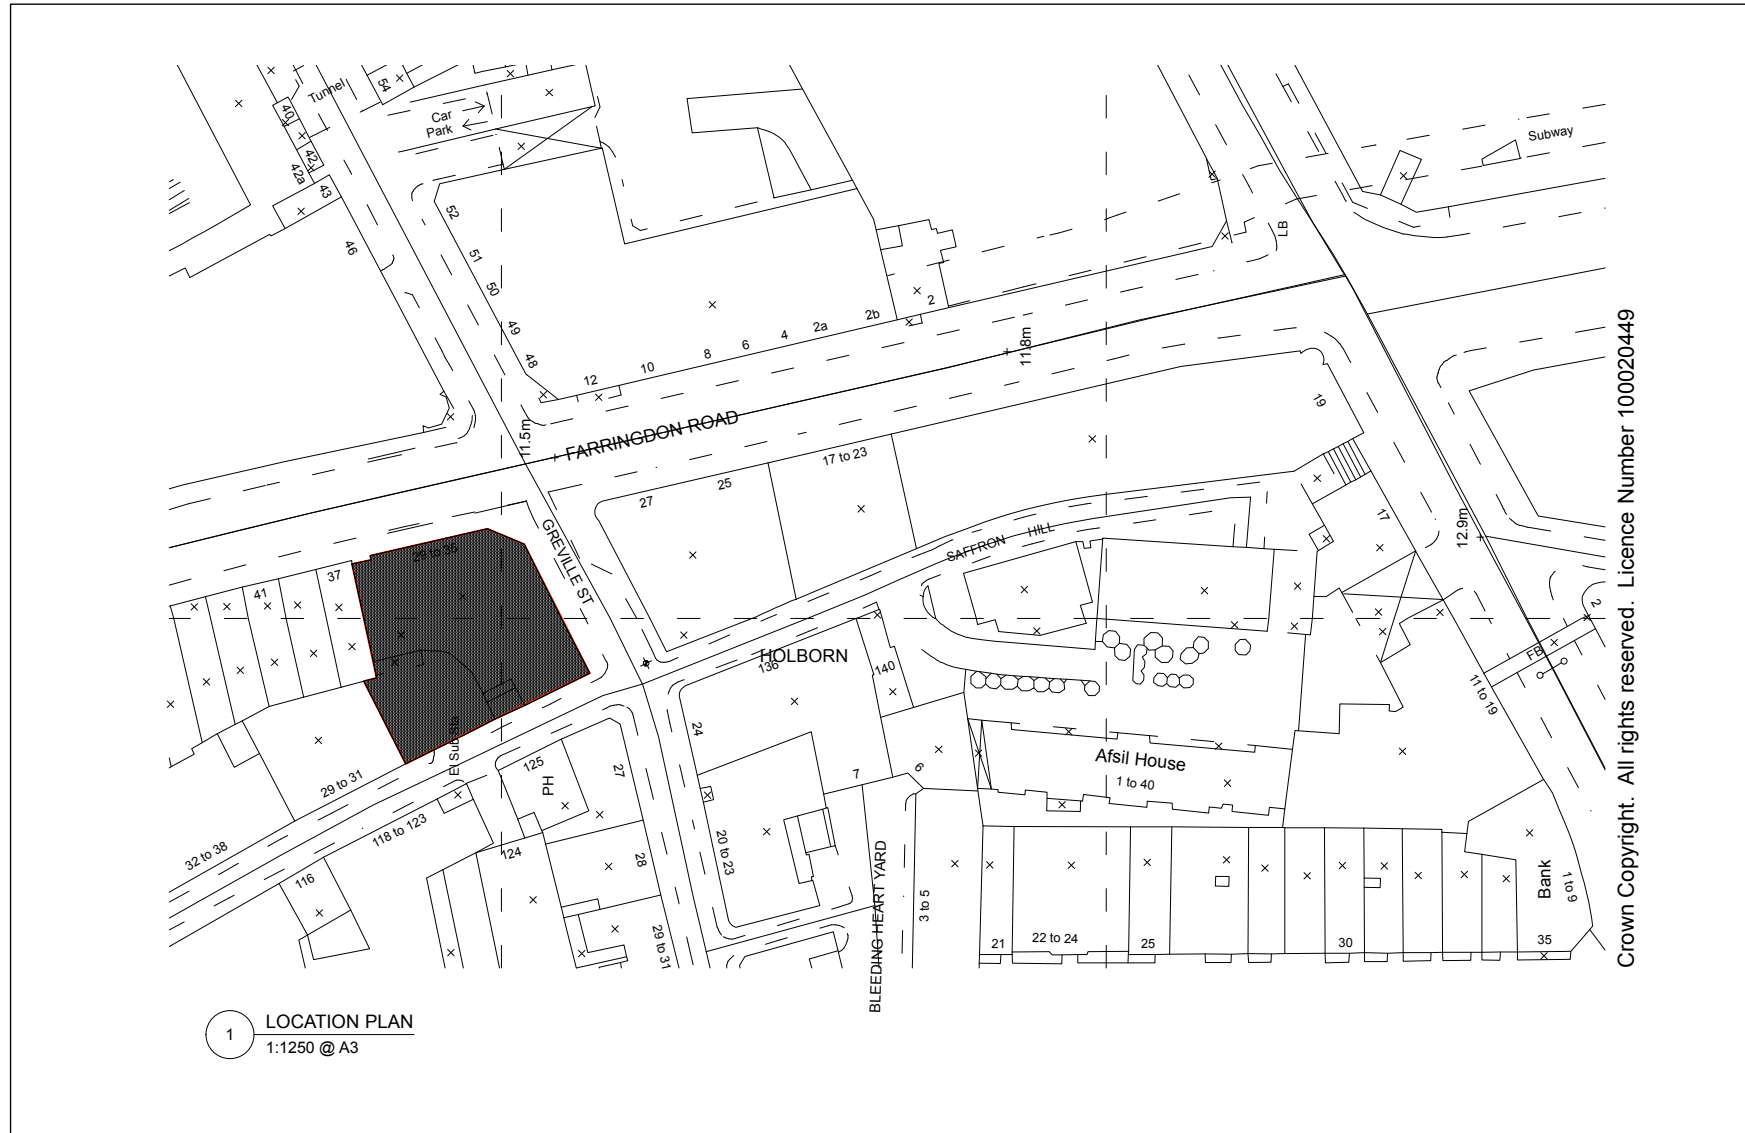 Tunnel
54
40
42
42a
43
46
Car
Park
Subway
52
51
50
49
48
LB
12
10
8
6
4
2a
2b
2
11.8m
11.5m
FARRINGDON ROAD
19
17 to 23
25
27
GREVILLE ST
SAFFRON HILL
17
12.9m
29 to 35
37
41
HOLBORN
136
140
2
FB
11 to 19
24
El Sub Sta
29 to 31
125
PH
27
7
6
Afsil House
1 to 40
32 to 38
118 to 123
124
116
28
20 to 23
29 to 31
BLEEDING HEART YARD
3 to 5
21
22 to 24
25
30
35
Bank
1 to 9
Crown Copyright. All rights reserved. Licence Number 100020449
1
LOCATION PLAN
1:1250 @ A3